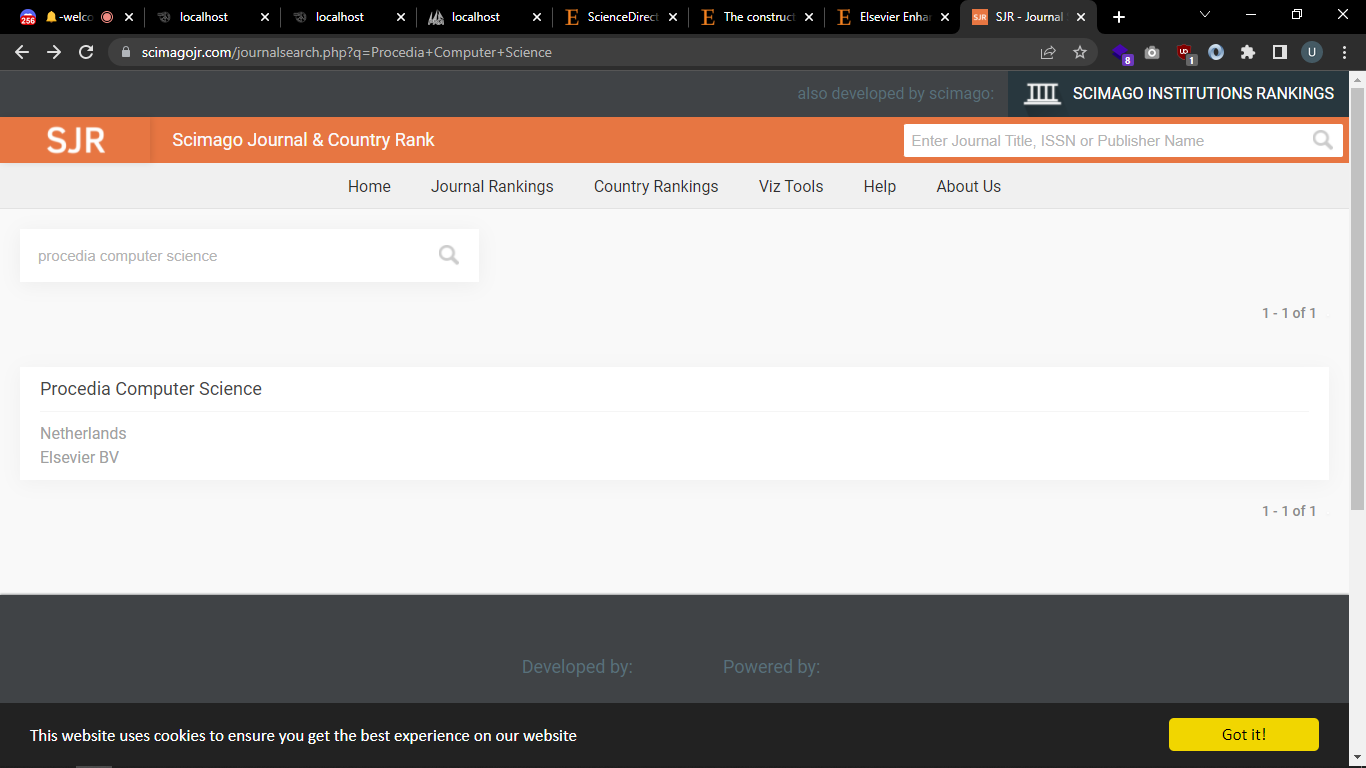 256
-welco
localhost
localhost
localhost
ScienceDirect
The construct
Elsevier Enha
SJR - Journal
scimagojr.com/journalsearch.php?q=Procedia+Computer+Science
8
1
U
also developed by scimago:
SCIMAGO INSTITUTIONS RANKINGS
SJR
Scimago Journal & Country Rank
Enter Journal Title, ISSN or Publisher Name
Home
Journal Rankings
Country Rankings
Viz Tools
Help
About Us
procedia computer science
1 - 1 of 1
Procedia Computer Science
Netherlands
Elsevier BV
1 - 1 of 1
Developed by:
Powered by:
This website uses cookies to ensure you get the best experience on our website
Got it!